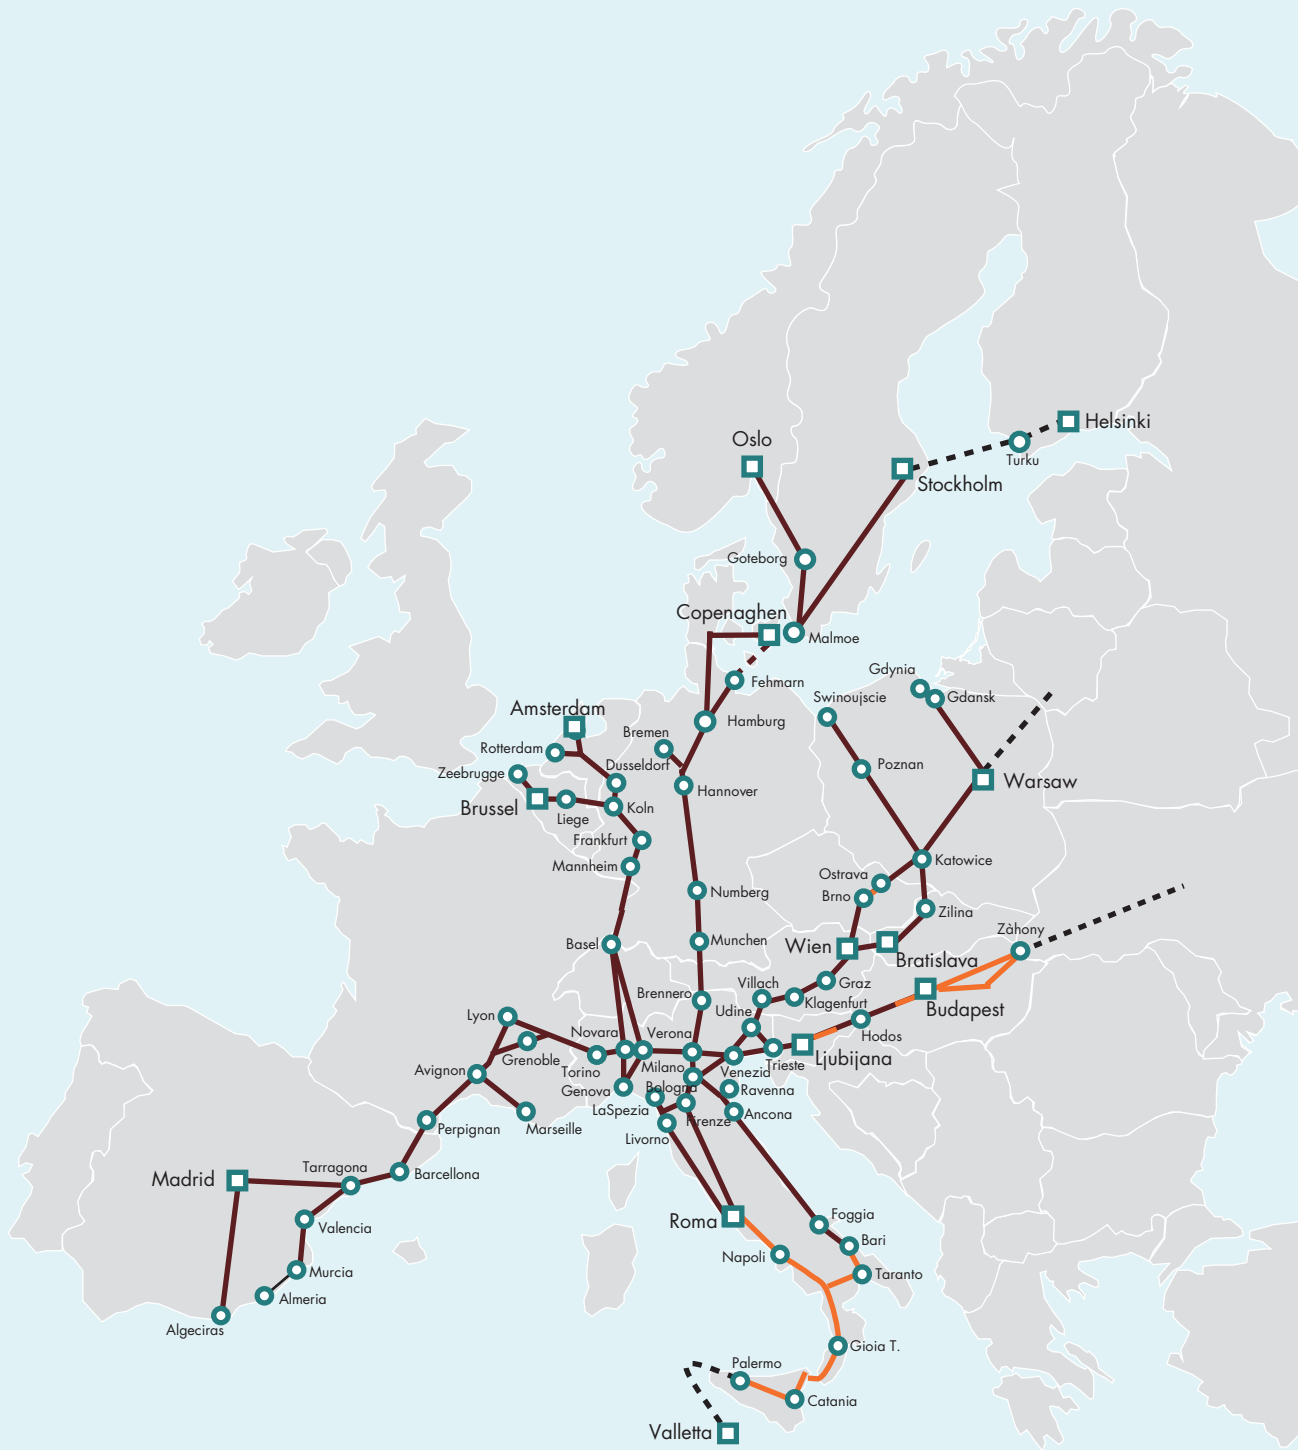 Helsinki
Oslo
Turku
Stockholm
Goteborg
Copenaghen
Malmoe
Gdynia
Fehmarn
Swinoujscie
Gdansk
Amsterdam
Hamburg
Bremen
Rotterdam
Dusseldorf
Poznan
Zeebrugge
Warsaw
Hannover
Brussel
Koln
Liege
Frankfurt
Katowice
Mannheim
Ostrava
Numberg
Brno
Zilina
Zàhony
Munchen
Basel
Wien
Bratislava
Villach
Graz
Brennero
Klagenfurt
Budapest
Udine
Lyon
Novara
Verona
Hodos
Grenoble
Ljubijana
Milano
Trieste
Avignon
Torino
Venezia
Bologna
Genova
Ravenna
LaSpezia
Ancona
Firenze
Perpignan
Marseille
Livorno
Tarragona
Barcellona
Madrid
Foggia
Roma
Valencia
Bari
Napoli
Murcia
Taranto
Almeria
Algeciras
Gioia T.
Palermo
Catania
Valletta